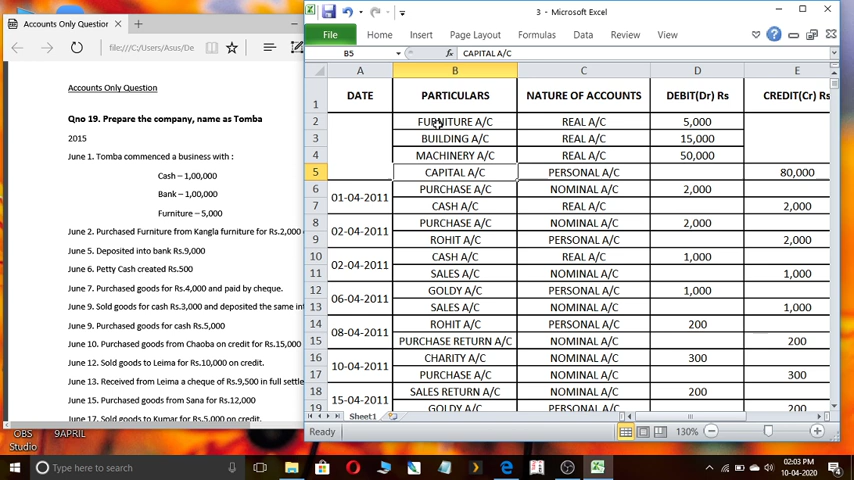 Accounts Only Question
file:///C:/Users/Asus/De
Accounts Only Question
Qno 19. Prepare the company, name as Tomba
2015
June 1. Tomba commenced a business with :
Cash – 1,00,000
Bank – 1,00,000
Furniture – 5,000
June 2. Purchased Furniture from Kangla furniture for Rs.2,000
June 5. Deposited into bank Rs.9,000
June 6. Petty Cash created Rs.500
June 7. Purchased goods for Rs.4,000 and paid by cheque.
June 9. Sold goods for cash Rs.3,000 and deposited the same in
June 9. Purchased goods for cash Rs.5,000
June 10. Purchased goods from Chaoba on credit for Rs.15,000
June 12. Sold goods to Leima for Rs.10,000 on credit.
June 13. Received from Leima a cheque of Rs.9,500 in full settle
June 15. Purchased goods from Sana for Rs.12,000
June 17. Sold goods to Kumar for Rs.5,000 on credit.
3 - Microsoft Excel
File Home Insert Page Layout Formulas Data Review View
B5 fx CAPITAL A/C
A B C D E
1 DATE PARTICULARS NATURE OF ACCOUNTS DEBIT(Dr) Rs CREDIT(Cr) Rs
2 FURNITURE A/C REAL A/C 5,000
3 BUILDING A/C REAL A/C 15,000
4 MACHINERY A/C REAL A/C 50,000
5 CAPITAL A/C PERSONAL A/C 80,000
6 01-04-2011 PURCHASE A/C NOMINAL A/C 2,000
7 CASH A/C REAL A/C 2,000
8 02-04-2011 PURCHASE A/C NOMINAL A/C 2,000
9 ROHIT A/C PERSONAL A/C 2,000
10 02-04-2011 CASH A/C REAL A/C 1,000
11 SALES A/C NOMINAL A/C 1,000
12 06-04-2011 GOLDY A/C PERSONAL A/C 1,000
13 SALES A/C NOMINAL A/C 1,000
14 08-04-2011 ROHIT A/C PERSONAL A/C 200
15 PURCHASE RETURN A/C NOMINAL A/C 200
16 10-04-2011 CHARITY A/C NOMINAL A/C 300
17 PURCHASE A/C NOMINAL A/C 300
18 15-04-2011 SALES RETURN A/C NOMINAL A/C 200
19 GOLDY A/C PERSONAL A/C 200
Sheet1
Ready 130%
OBS
Studio
9APRIL
Type here to search
02:03 PM
10-04-2020
4